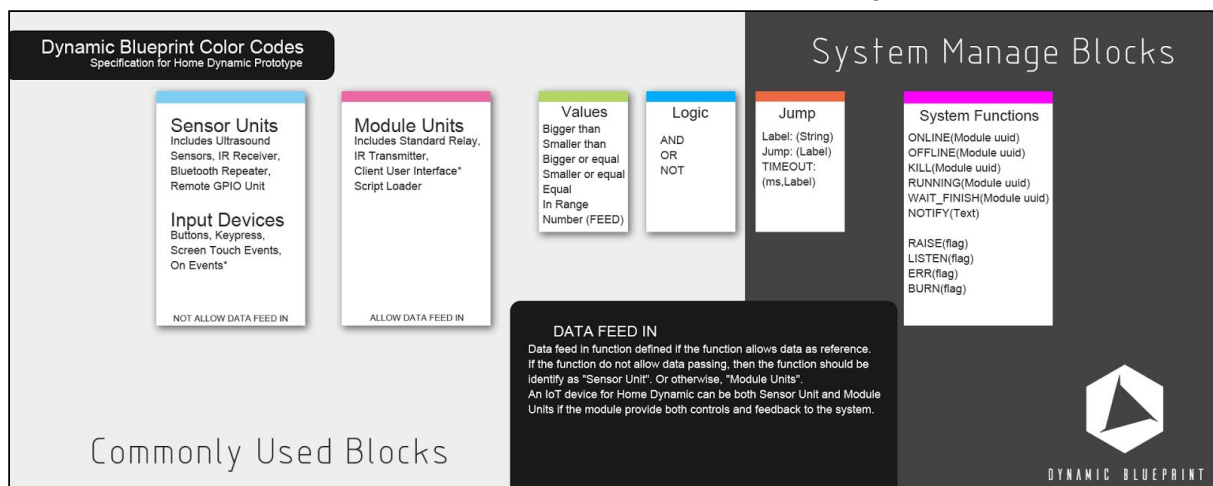 Dynamic Blueprint Color Codes
Specification for Home Dynamic Prototype
System Manage Blocks
Sensor Units
Includes Ultrasound
Sensors, IR Receiver,
Bluetooth Repeater,
Remote GPIO Unit
Input Devices
Buttons, Keypress,
Screen Touch Events,
On Events*
NOT ALLOW DATA FEED IN
Module Units
Includes Standard Relay,
IR Transmitter,
Client User Interface*
Script Loader
ALLOW DATA FEED IN
Values
Bigger than
Smaller than
Bigger or equal
Smaller or equal
Equal
In Range
Number (FEED)
Logic
AND
OR
NOT
Jump
Label: (String)
Jump: (Label)
TIMEOUT:
(ms,Label)
System Functions
ONLINE(Module uuid)
OFFLINE(Module uuid)
KILL(Module uuid)
RUNNING(Module uuid)
WAIT_FINISH(Module uuid)
NOTIFY(Text)
RAISE(flag)
LISTEN(flag)
ERR(flag)
BURN(flag)
DATA FEED IN
Data feed in function defined if the function allows data as reference.
If the function do not allow data passing, then the function should be
identify as "Sensor Unit". Or otherwise, "Module Units".
An IoT device for Home Dynamic can be both Sensor Unit and Module
Units if the module provide both controls and feedback to the system.
Commonly Used Blocks
DYNAMIC BLUEPRINT